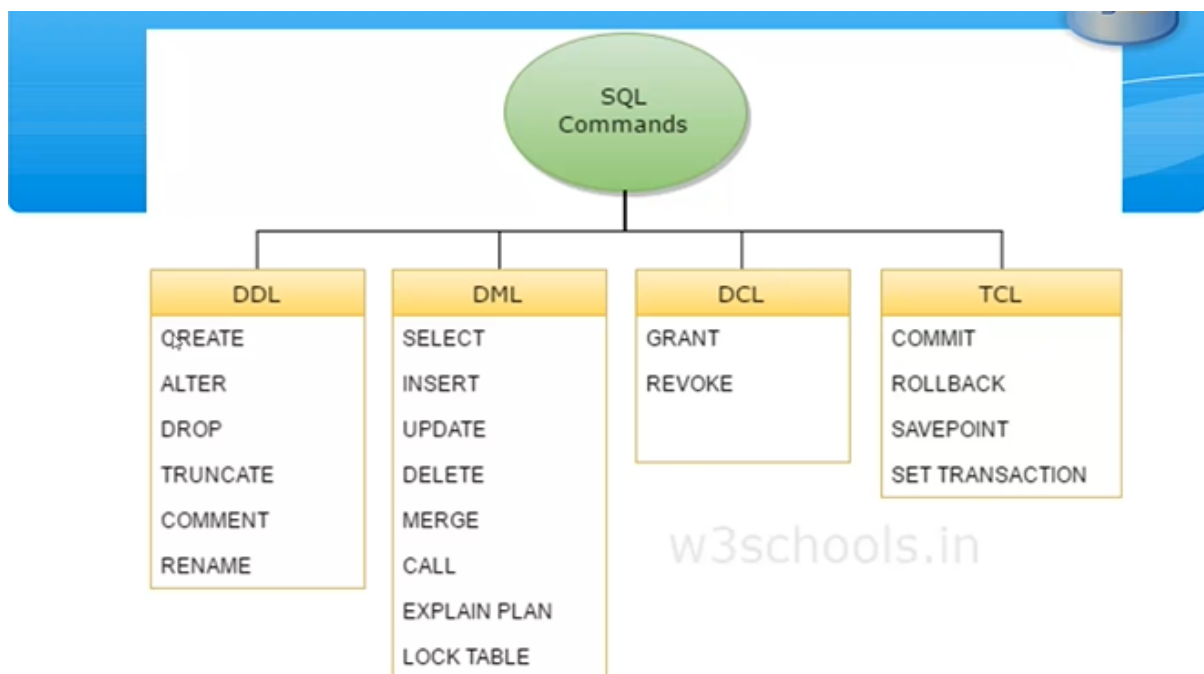 SQL
Commands
DDL
CREATE
ALTER
DROP
TRUNCATE
COMMENT
RENAME
DML
SELECT
INSERT
UPDATE
DELETE
MERGE
CALL
EXPLAIN PLAN
LOCK TABLE
DCL
GRANT
REVOKE
TCL
COMMIT
ROLLBACK
SAVEPOINT
SET TRANSACTION
w3schools.in